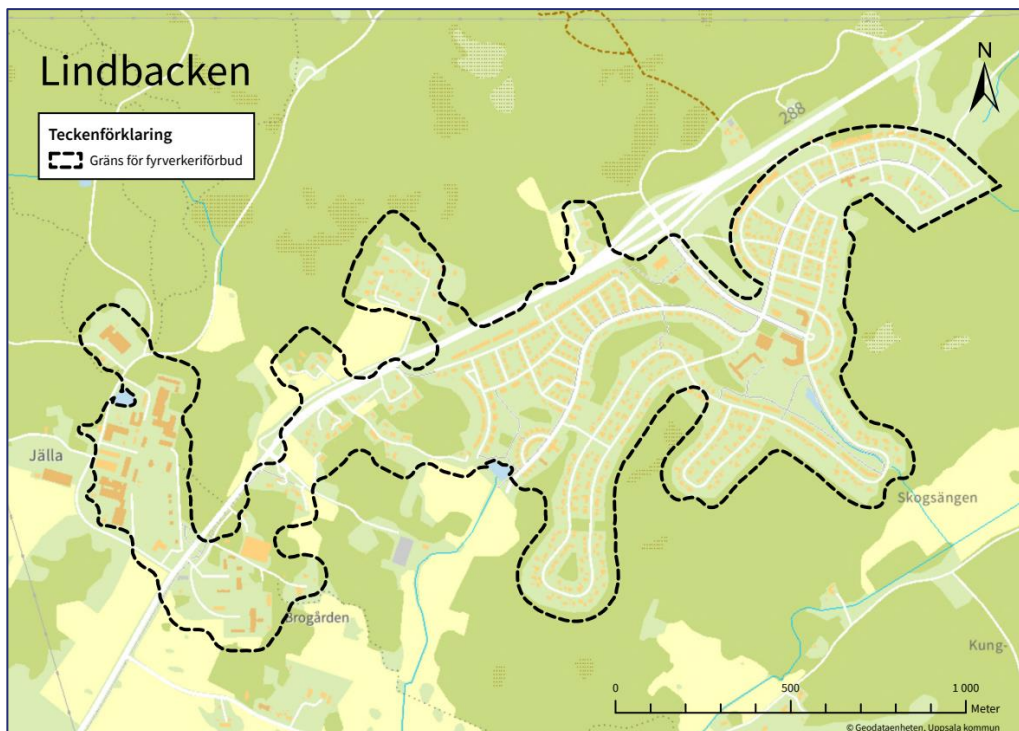 Lindbacken
Teckenförklaring
Gräns för fyrverkeriförbud
N
288
Jälla
Skogsängen
Brogården
Kung-
0 500 1 000
Meter
© Geodataenheten, Uppsala kommun